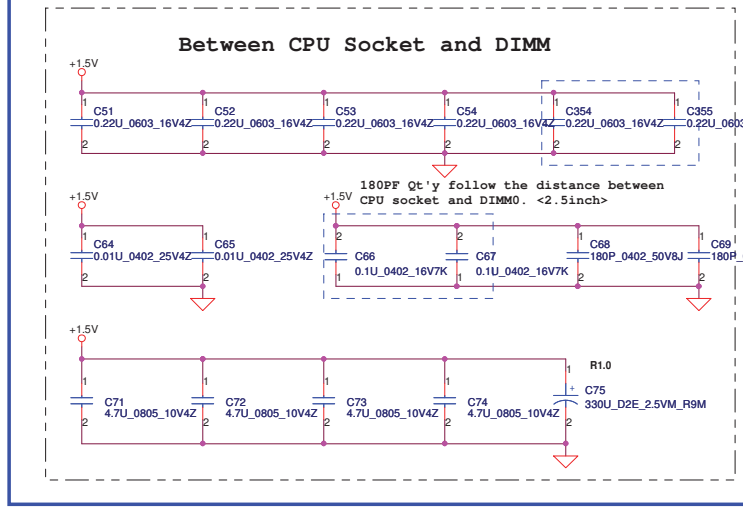 Between CPU Socket and DIMM
+1.5V
1 1 1 1 1 1
C51 C52 C53 C54 C354 C355
0.22U_0603_16V4Z 0.22U_0603_16V4Z 0.22U_0603_16V4Z 0.22U_0603_16V4Z 0.22U_0603_16V4Z 0.22U_0603
2 2 2 2 2 2
180PF Qt'y follow the distance between
CPU socket and DIMM0. <2.5inch>
+1.5V +1.5V
1 1 2 2 1 1
C64 C65 C66 C67 C68 C69
0.01U_0402_25V4Z 0.01U_0402_25V4Z 0.1U_0402_16V7K 0.1U_0402_16V7K 180P_0402_50V8J 180P_
2 2 1 1 2 2
+1.5V
R1.0
1 1 1 1 1
C71 C72 C73 C74 + C75
4.7U_0805_10V4Z 4.7U_0805_10V4Z 4.7U_0805_10V4Z 4.7U_0805_10V4Z 330U_D2E_2.5VM_R9M
2 2 2 2 2